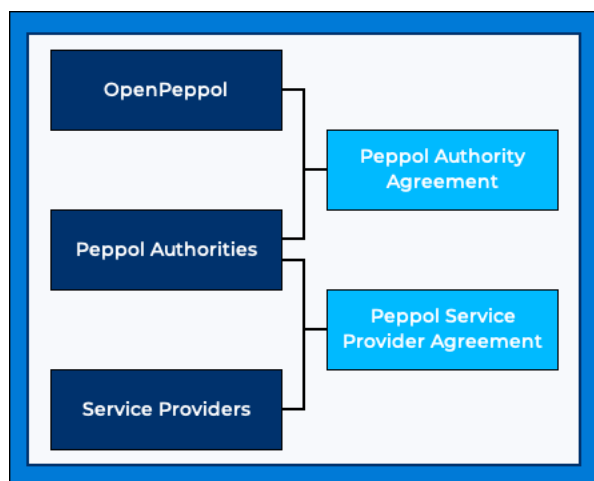 OpenPeppol
Peppol Authority
Agreement
Peppol Authorities
Peppol Service
Provider Agreement
Service Providers